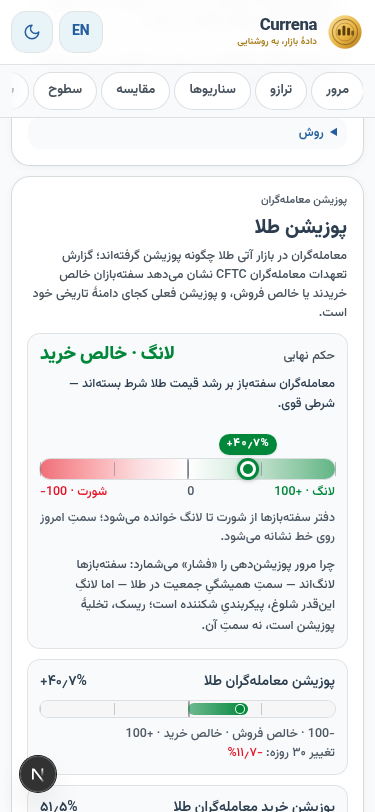 Currena
دادهٔ بازار، به روشنایی
EN
مرور
ترازو
سناریوها
مقایسه
سطوح
روش
پوزیشن معامله‌گران
پوزیشن طلا
معامله‌گران در بازار آتی طلا چگونه پوزیشن گرفته‌اند؛ گزارش
تعهدات معامله‌گران CFTC نشان می‌دهد سفته‌بازان خالص
خریدند یا خالص فروش، و پوزیشن فعلی کجای دامنهٔ تاریخی خود
است.
حکم نهایی
لانگ · خالص خرید
معامله‌گران سفته‌باز بر رشد قیمت طلا شرط بسته‌اند —
شرطی قوی.
+۴۰٫۷%
لانگ · +100
0
شورت · 100-
دفتر سفته‌بازها از شورت تا لانگ خوانده می‌شود؛ سمتِ امروز
روی خط نشانه می‌شود.
چرا مرور پوزیشن‌دهی را «فشار» می‌شمارد: سفته‌بازها
لانگ‌اند — سمتِ همیشگیِ جمعیت در طلا — اما لانگِ
این‌قدر شلوغ، پیکربندیِ شکننده است؛ ریسک، تخلیهٔ
پوزیشن است، نه سمتِ آن.
پوزیشن معامله‌گران طلا
+۴۰٫۷%
-100 · خالص فروش · خالص خرید · +100
تغییر ۳۰ روزه: -۱۱٫۷%
پوزیشن خرید معامله‌گران طلا
۵۱٫۵%
N